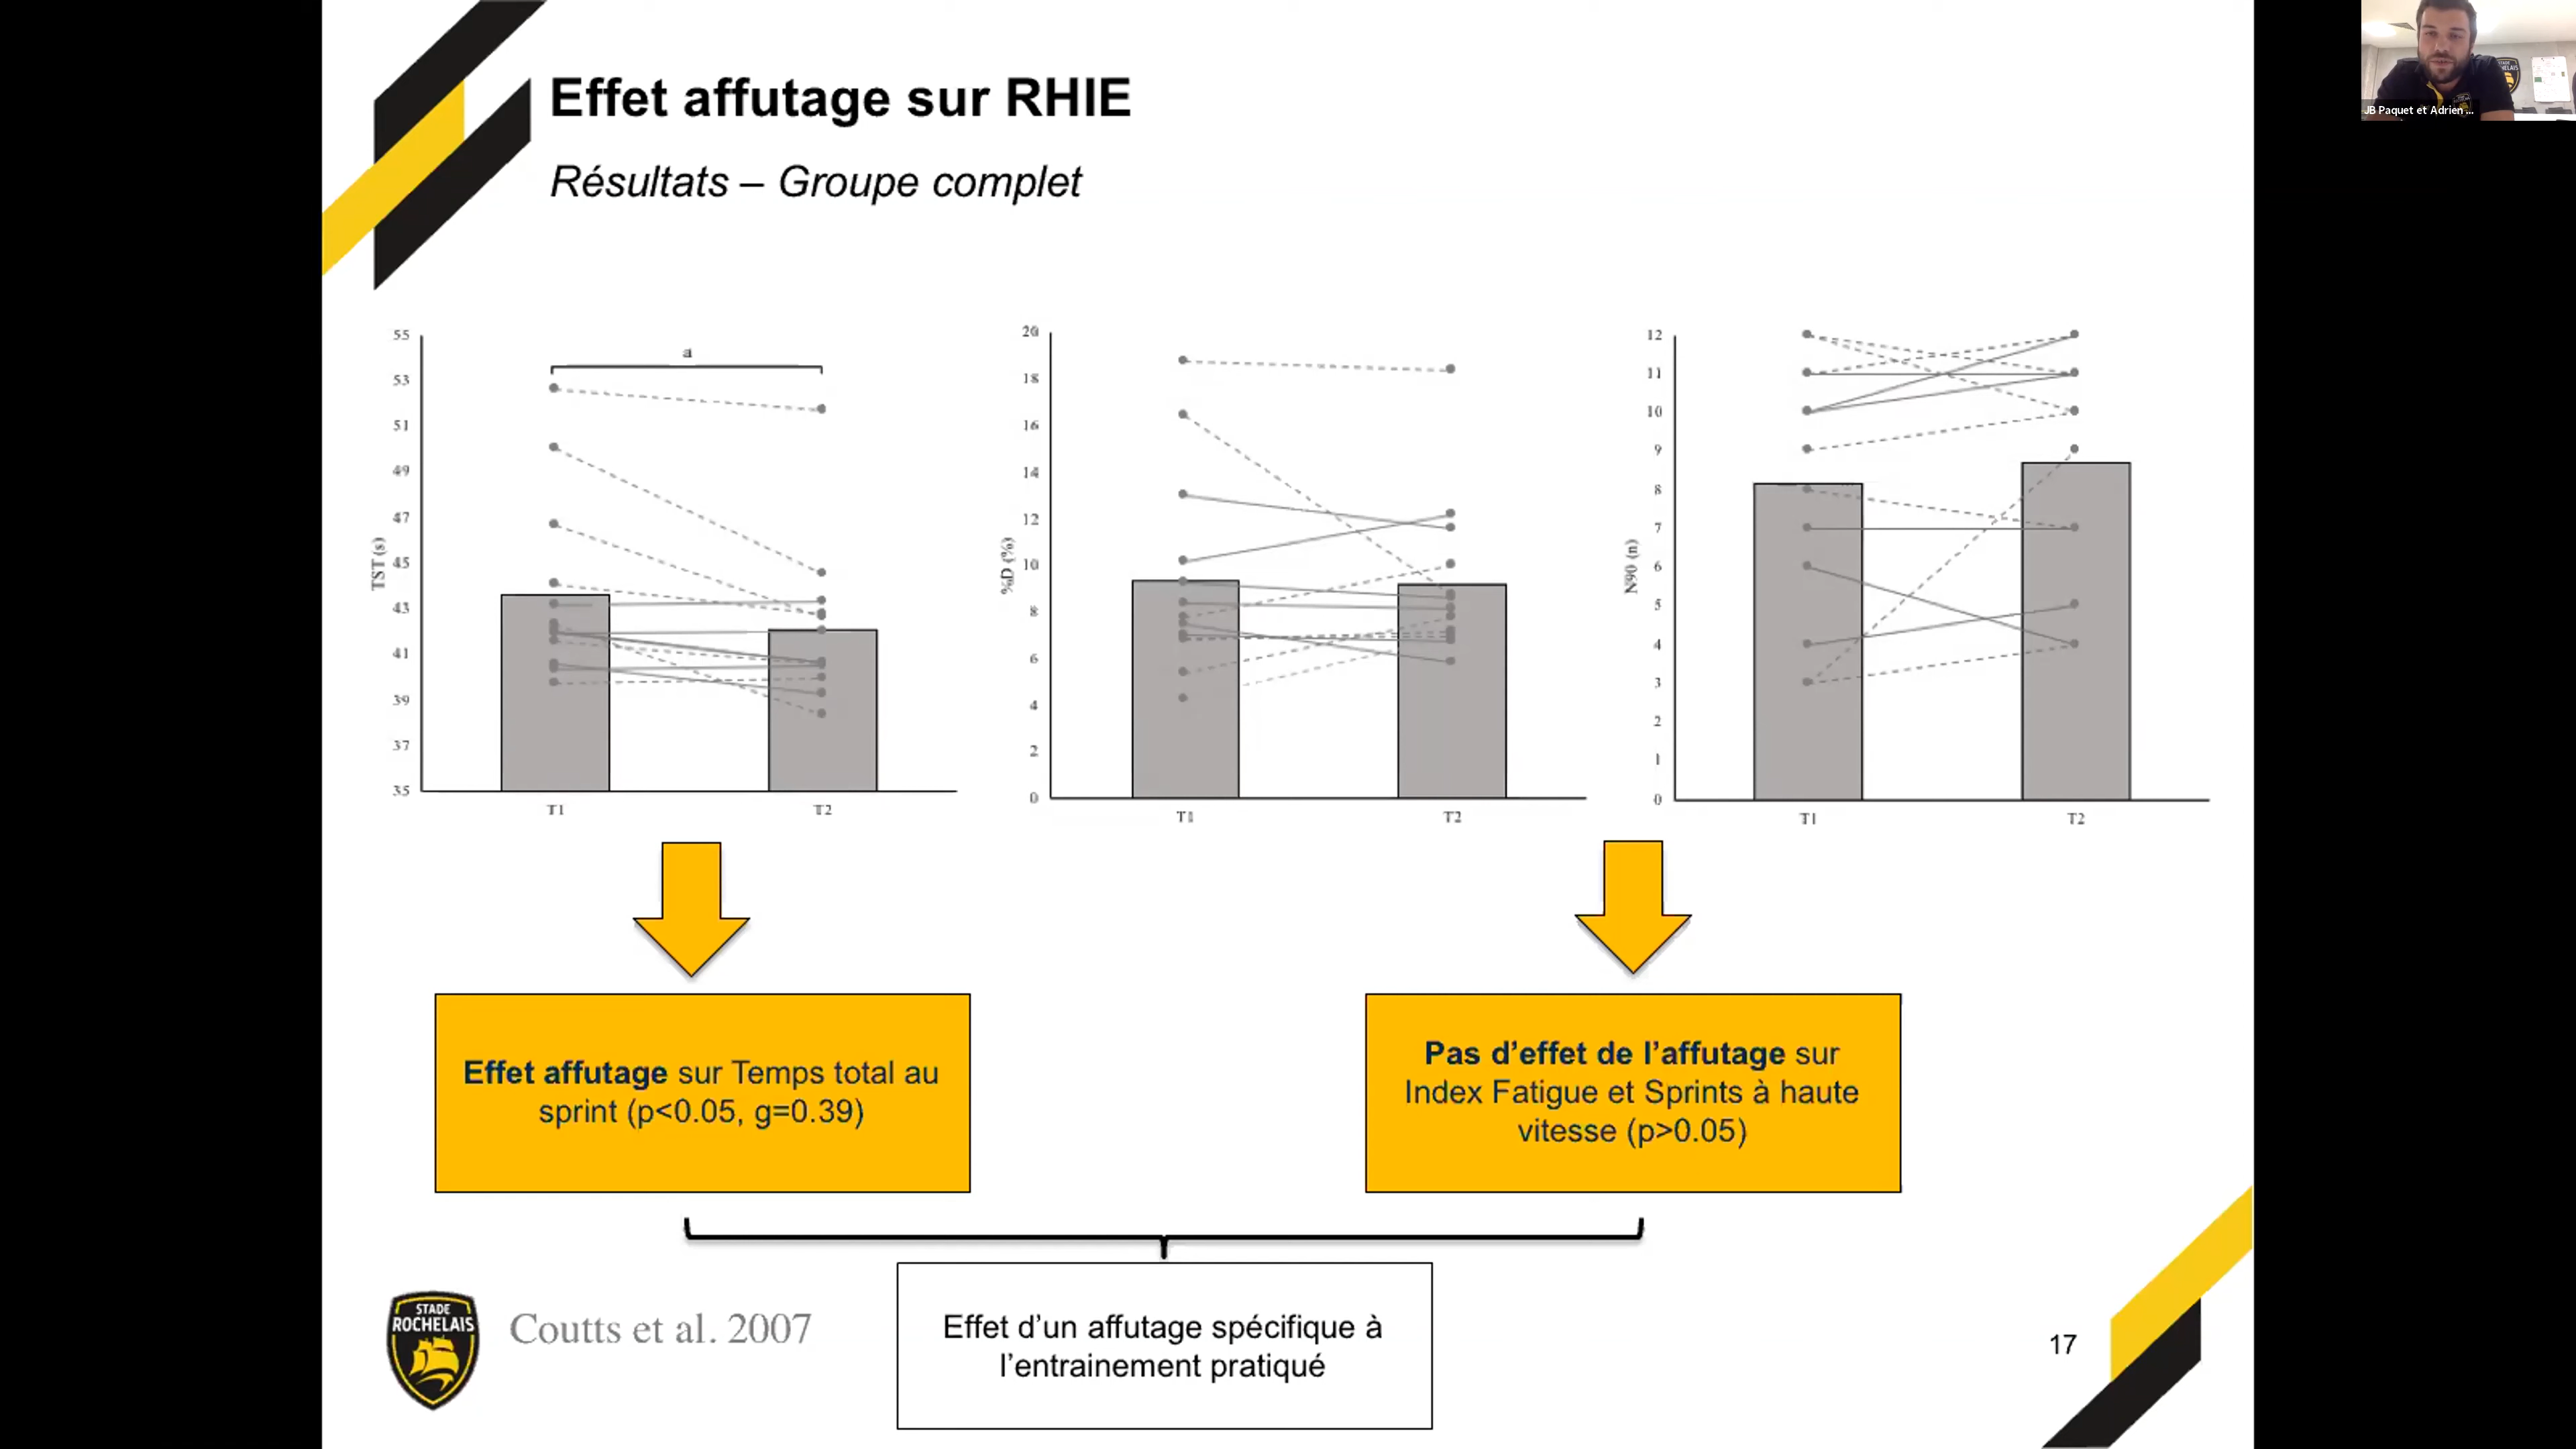 Effet affutage sur RHIE
Résultats – Groupe complet
JB Paquet et Adrien ...
55
53
51
49
47
45
43
41
39
37
35
TST (s)
a
T1
T2
20
18
16
14
12
10
8
6
4
2
0
%D (%)
T1
T2
12
11
10
9
8
7
6
5
4
3
2
1
0
N90 (n)
T1
T2
Effet affutage sur Temps total au
sprint (p<0.05, g=0.39)
Pas d’effet de l’affutage sur
Index Fatigue et Sprints à haute
vitesse (p>0.05)
STADE
ROCHELAIS
Coutts et al. 2007
Effet d’un affutage spécifique à
l’entrainement pratiqué
17